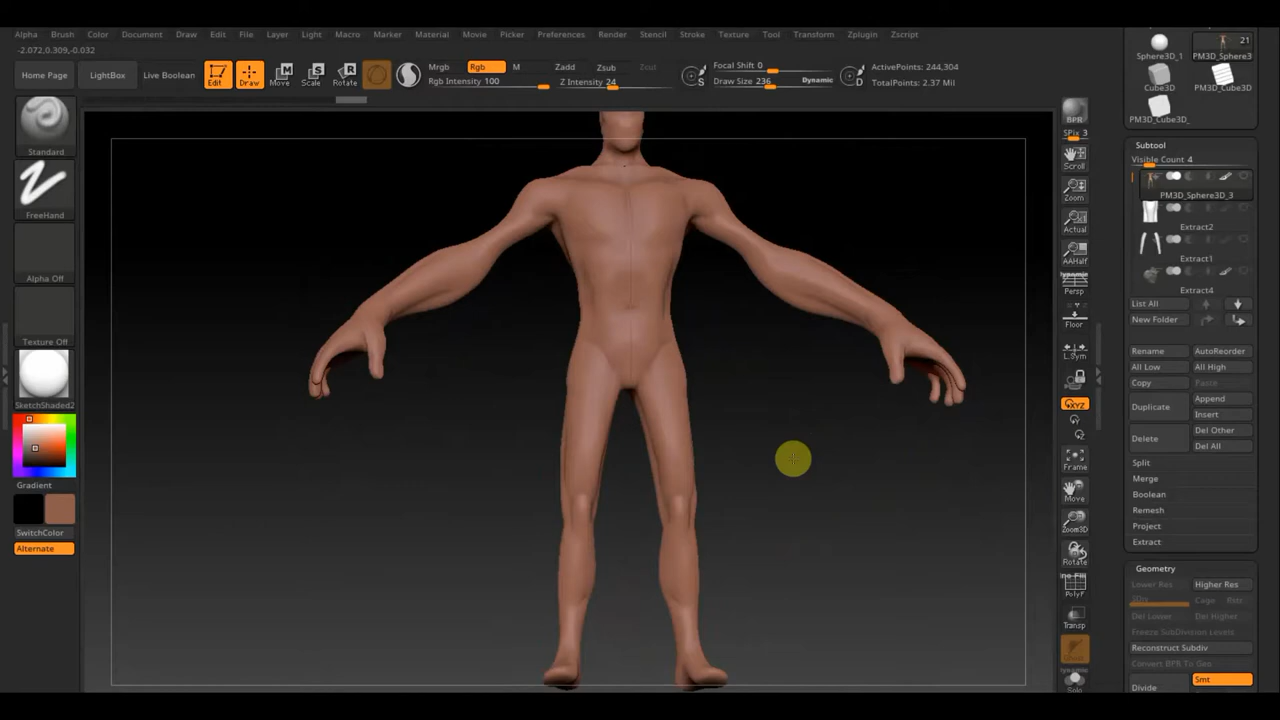 Alpha Brush Color Document Draw Edit File Layer Light Macro Marker Material Movie Picker Preferences Render Stencil Stroke Texture Tool Transform Zplugin Zscript
-2.072,0.309,-0.032
Home Page LightBox Live Boolean Edit Draw Move Scale Rotate
Mrgb Rgb M Zadd Zsub Zcut
Rgb Intensity 100 Z Intensity 24
Focal Shift 0
Draw Size 236 Dynamic
S D
ActivePoints: 244,304
TotalPoints: 2.37 Mil
Standard
FreeHand
Alpha Off
Texture Off
SketchShaded2
Gradient
SwitchColor
Alternate
BPR
SPix 3
Scroll
Zoom
Actual
AAHalf
Dynamic
Persp
Floor
L.Sym
XYZ
Frame
Move
Zoom3D
Rotate
PolyF
Transp
Solo
Sphere3D_1
21
PM3D_Sphere3
Cube3D
PM3D_Cube3D
PM3D_Cube3D_
Subtool
Visible Count 4
PM3D_Sphere3D_3
Extract2
Extract1
Extract4
List All
New Folder
Rename AutoReorder
All Low All High
Copy Paste
Duplicate Append
Insert
Delete Del Other
Del All
Split
Merge
Boolean
Remesh
Project
Extract
Geometry
Lower Res Higher Res
SDiv Cage Rstr
Del Lower Del Higher
Freeze SubDivision Levels
Reconstruct Subdiv
Convert BPR To Geo
Divide Smt